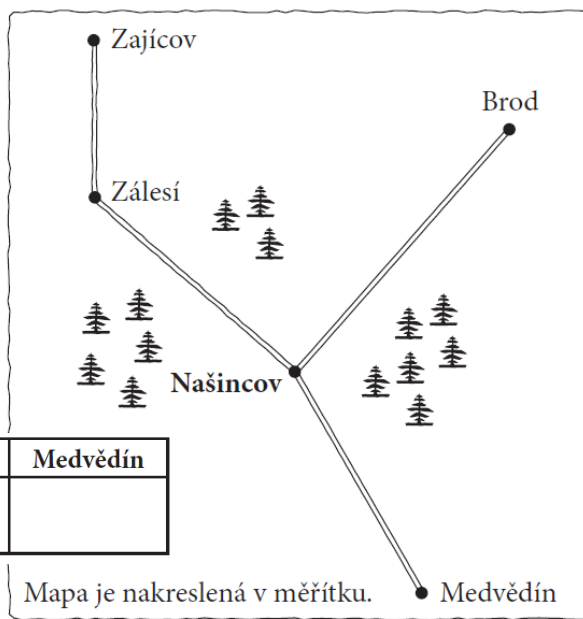 Zajícov
Brod
Zálesí
Našincov
Medvědín
Mapa je nakreslená v měřítku.
Medvědín